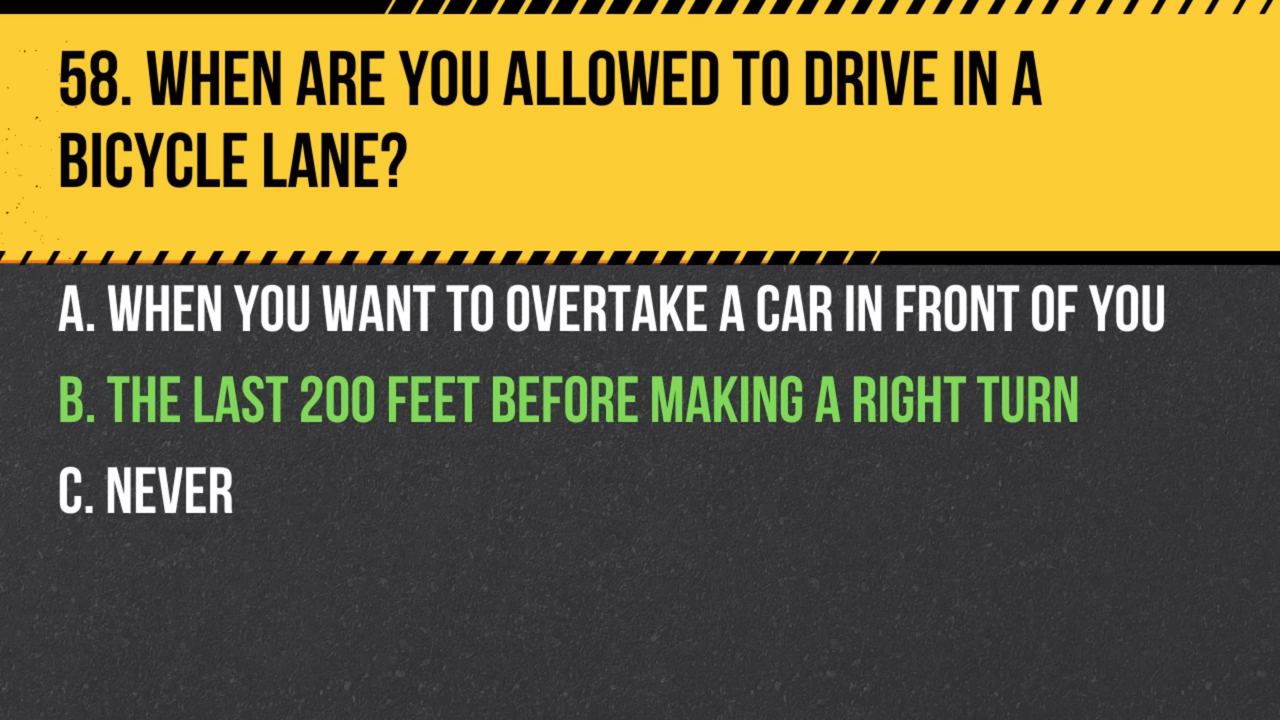 58. WHEN ARE YOU ALLOWED TO DRIVE IN A
BICYCLE LANE?
A. WHEN YOU WANT TO OVERTAKE A CAR IN FRONT OF YOU
B. THE LAST 200 FEET BEFORE MAKING A RIGHT TURN
C. NEVER